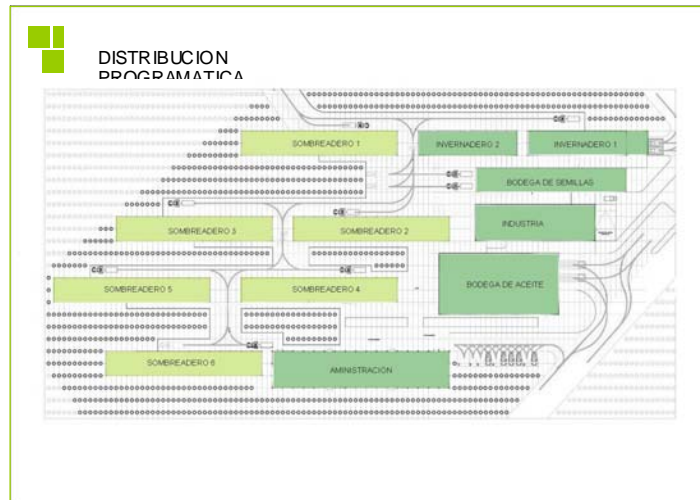 DISTRIBUCION
PROGRAMATICA
SOMBREADERO 1
INVERNADERO 2
INVERNADERO 1
BODEGA DE SEMILLAS
SOMBREADERO 3
SOMBREADERO 2
INDUSTRIA
SOMBREADERO 5
SOMBREADERO 4
BODEGA DE ACEITE
SOMBREADERO 6
AMINISTRACION